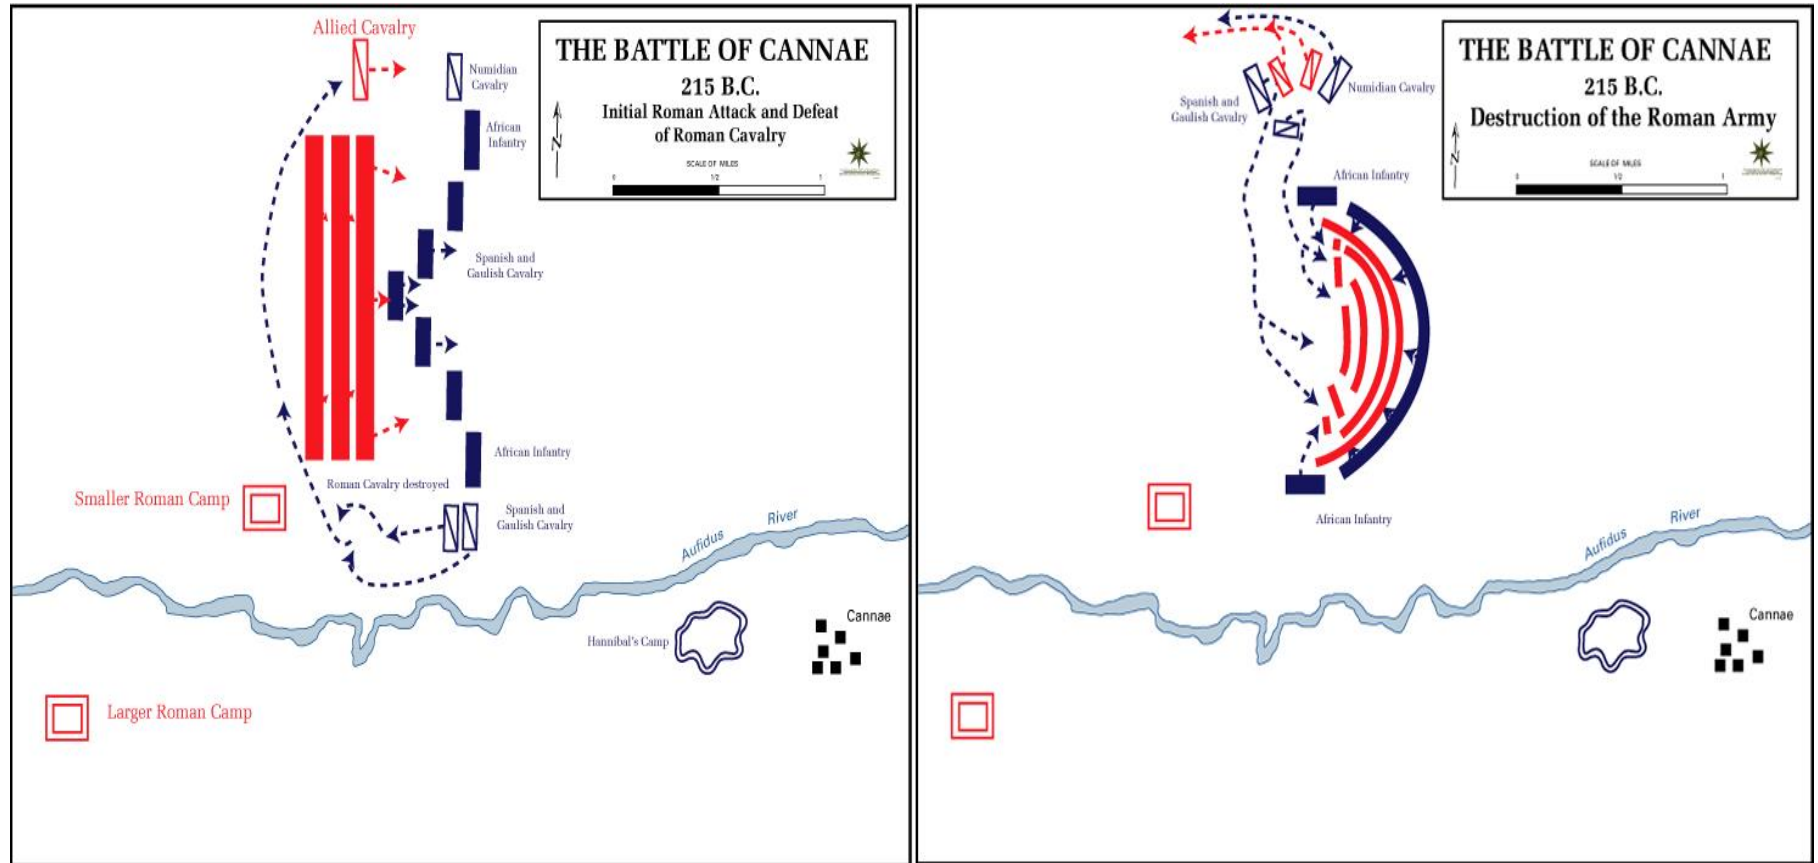 Allied Cavalry
THE BATTLE OF CANNAE
215 B.C.
Initial Roman Attack and Defeat
of Roman Cavalry
N
SCALE OF MILES
0 1/2 1
Numidian
Cavalry
African
Infantry
Spanish and
Gaulish Cavalry
African Infantry
Roman Cavalry destroyed
Smaller Roman Camp
Spanish and
Gaulish Cavalry
Aufidus River
Hannibal's Camp
Cannae
Larger Roman Camp
THE BATTLE OF CANNAE
215 B.C.
Destruction of the Roman Army
N
SCALE OF MILES
0 1/2 1
Numidian Cavalry
Spanish and
Gaulish Cavalry
African Infantry
African Infantry
Aufidus River
Cannae